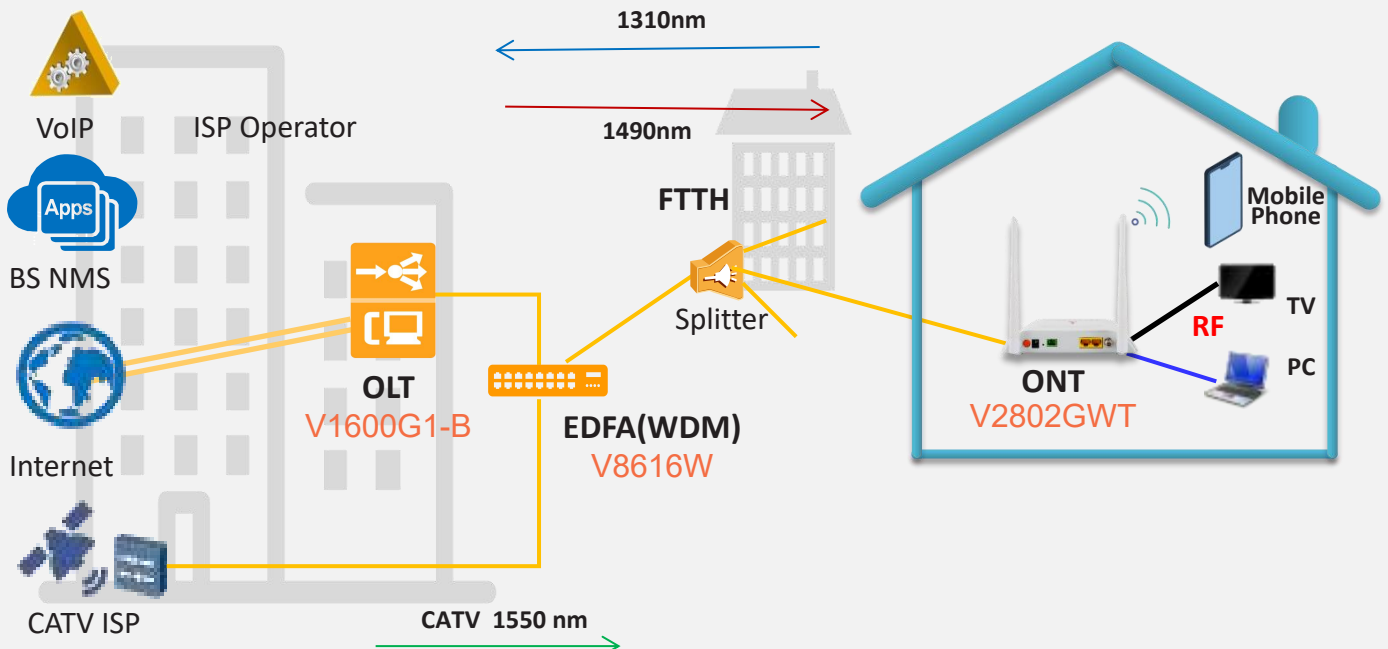 1310nm
1490nm
VoIP
ISP Operator
Apps
BS NMS
Internet
CATV ISP
OLT
V1600G1-B
EDFA(WDM)
V8616W
FTTH
Splitter
CATV 1550 nm
Mobile
Phone
TV
RF
PC
ONT
V2802GWT